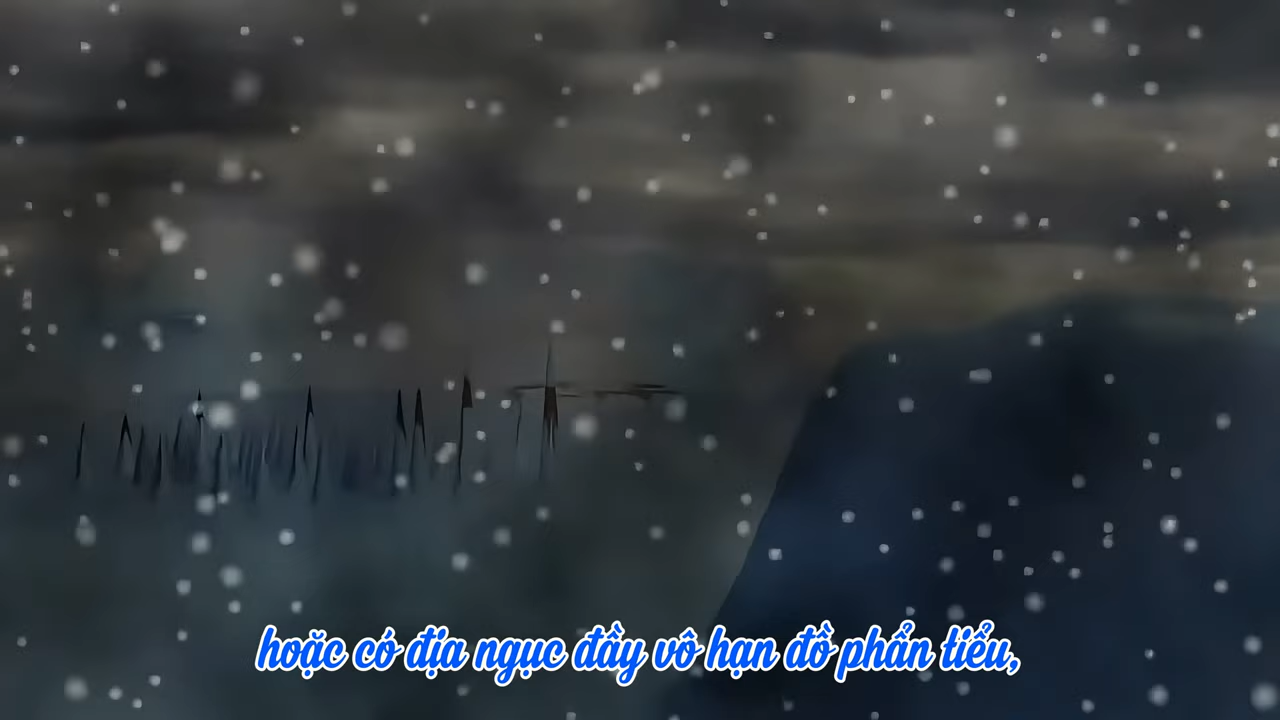 hoặc có địa ngục đầy vô hạn đồ phẩn tiểu,